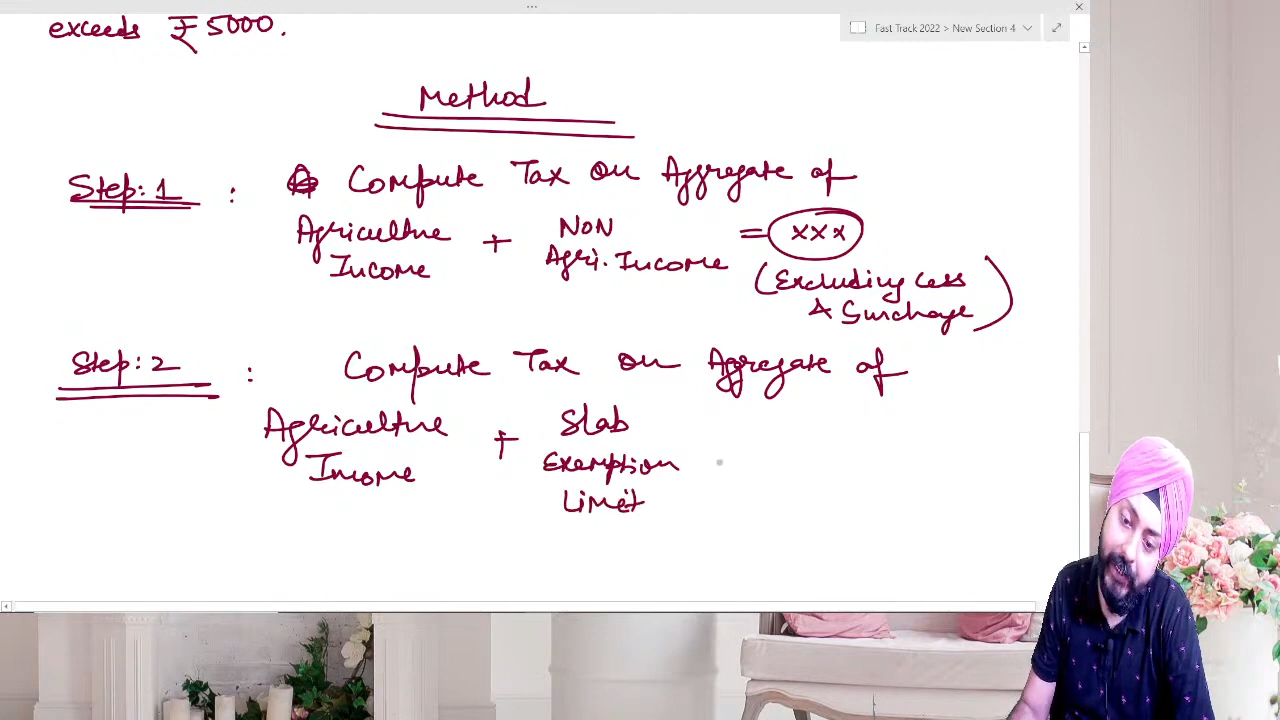 exceeds ₹ 5000.
Fast Track 2022 > New Section 4
Method
Step: 1 : Compute Tax On Aggregate of
Agriculture Income + NoN Agri. Income = xxx
(Excluding Cess & Surcharge)
Step: 2 : Compute Tax on Aggregate of
Agriculture Income + Slab Exemption Limit